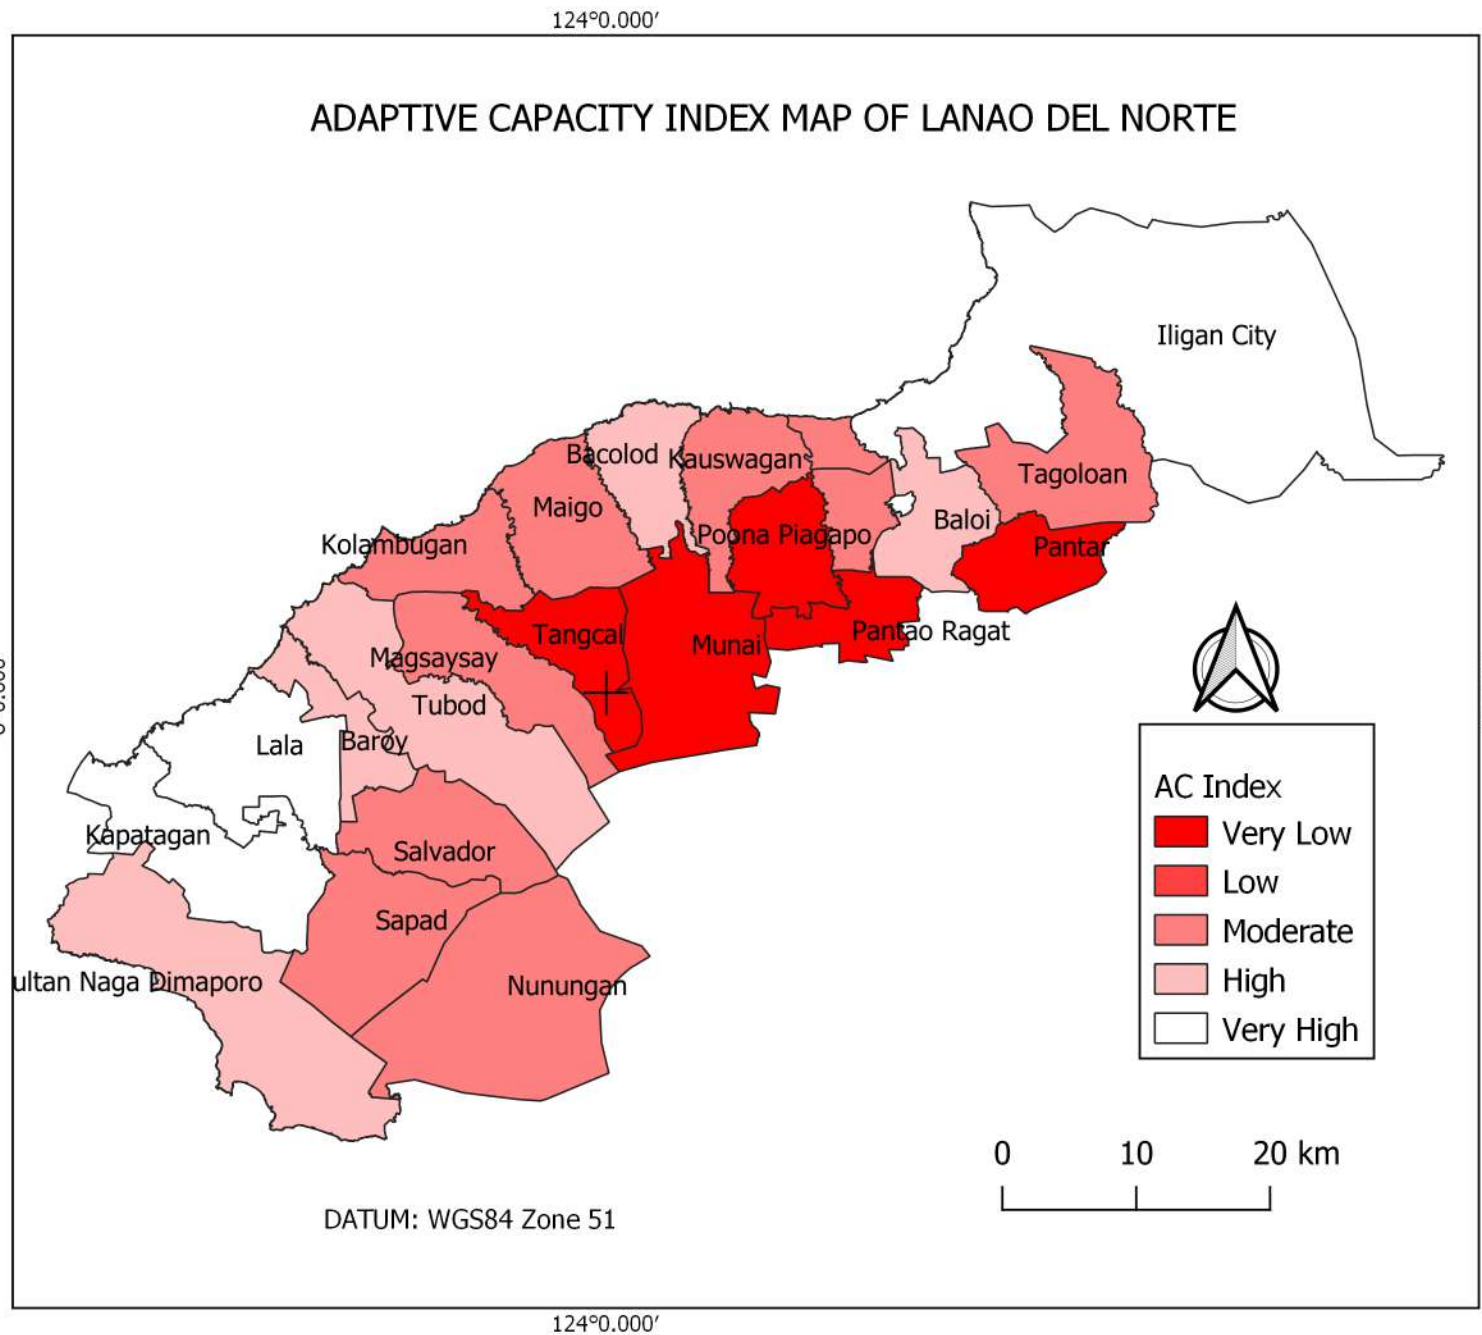 124°0.000'
ADAPTIVE CAPACITY INDEX MAP OF LANAO DEL NORTE
Iligan City
Bacolod
Kauswagan
Tagoloan
Maigo
Baloi
Poona Piagapo
Kolambugan
Pantar
Tangcal
Pantao Ragat
Munai
Magsaysay
Tubod
Baroy
Lala
Kapatagan
Salvador
Sapad
ultan Naga Dimaporo
Nunungan
AC Index
Very Low
Low
Moderate
High
Very High
0 10 20 km
DATUM: WGS84 Zone 51
124°0.000'